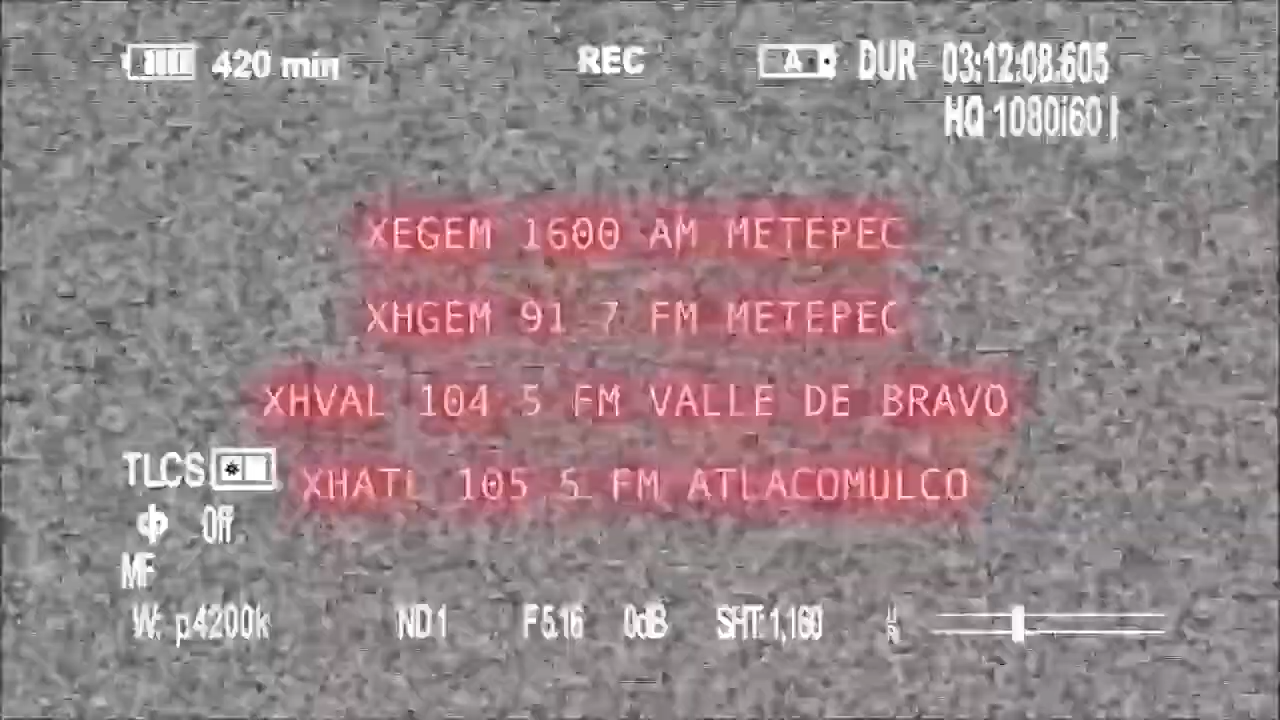 420 min REC A DUR 03:12:08.605
HQ 1080i60
XEGEM 1600 AM METEPEC
XHGEM 91 7 FM METEPEC
XHVAL 104 5 FM VALLE DE BRAVO
XHATL 105 5 FM ATLACOMULCO
TLCS
Off
MF
W: p4200k ND 1 F5.16 0dB SHT: 1,160